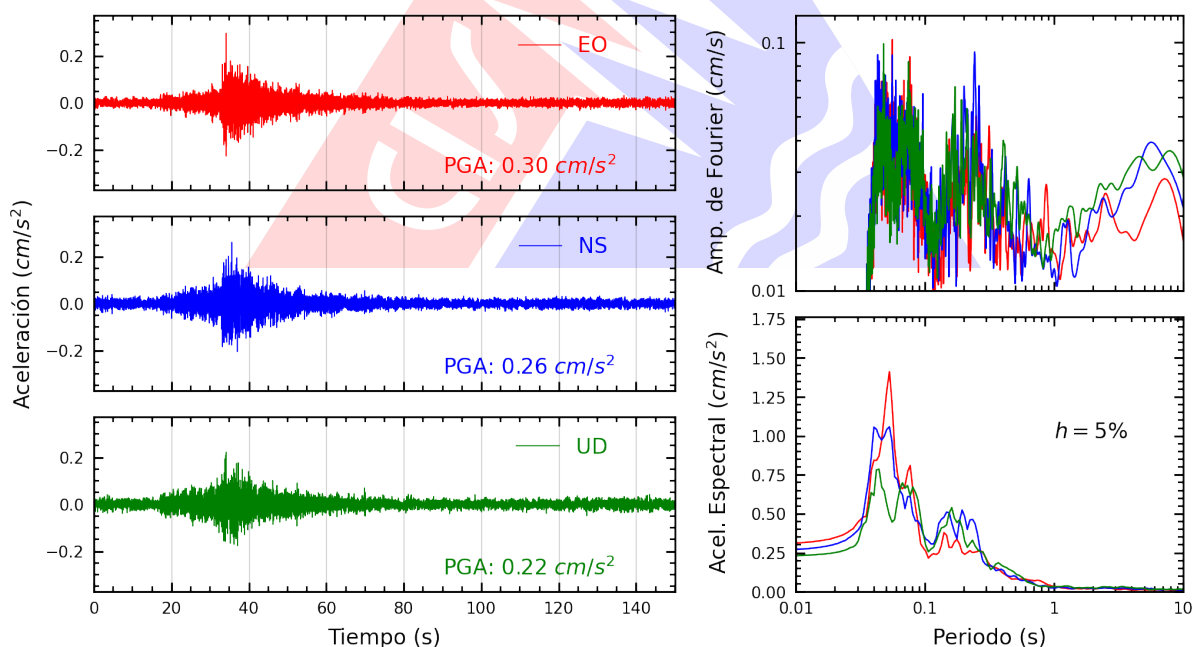 Aceleración (cm/s²)
0.2
0.0
−0.2
EO
PGA: 0.30 cm/s²
0.2
0.0
−0.2
NS
PGA: 0.26 cm/s²
0.2
0.0
−0.2
UD
PGA: 0.22 cm/s²
0 20 40 60 80 100 120 140
Tiempo (s)
Amp. de Fourier (cm/s)
0.1
0.01
Acel. Espectral (cm/s²)
1.75
1.50
1.25
1.00
0.75
0.50
0.25
0.00
h = 5%
0.01 0.1 1 10
Periodo (s)